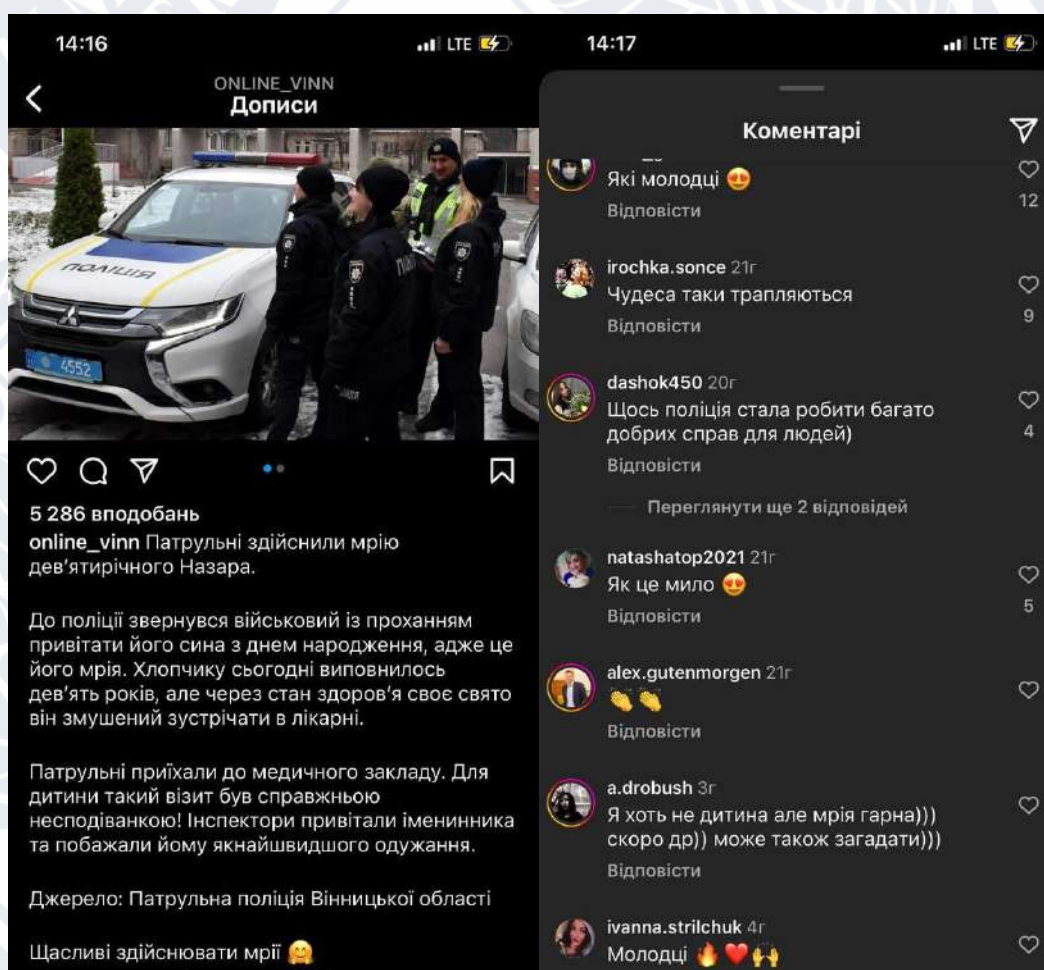 14:16
LTE
ONLINE_VINN
Дописи
ПОЛІЦІЯ
4552
5 286 вподобань
online_vinn Патрульні здійснили мрію
дев'ятирічного Назара.
До поліції звернувся військовий із проханням
привітати його сина з днем народження, адже це
його мрія. Хлопчику сьогодні виповнилось
дев'ять років, але через стан здоров'я своє свято
він змушений зустрічати в лікарні.
Патрульні приїхали до медичного закладу. Для
дитини такий візит був справжньою
несподіванкою! Інспектори привітали іменинника
та побажали йому якнайшвидшого одужання.
Джерело: Патрульна поліція Вінницької області
Щасливі здійснювати мрії 🤗
14:17
LTE
Коментарі
Які молодці 😍
12
Відповісти
irochka.sonce 21г
Чудеса таки трапляються
9
Відповісти
dashok450 20г
Щось поліція стала робити багато
добрих справ для людей)
4
Відповісти
Переглянути ще 2 відповідей
natashatop2021 21г
Як це мило 😍
5
Відповісти
alex.gutenmorgen 21г
👏👏
Відповісти
a.drobush 3г
Я хоть не дитина але мрія гарна)))
скоро др)) може також загадати)))
Відповісти
ivanna.strilchuk 4г
Молодці 🔥❤️🙌